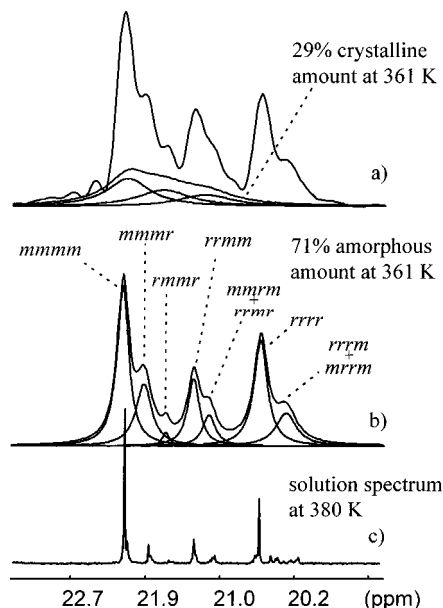 29% crystalline
amount at 361 K
a)
71% amorphous
amount at 361 K
mmmm
mmmr
rmmr
rrmm
mmrm
+
rrmr
rrrr
rrrm
+
mrrm
b)
solution spectrum
at 380 K
c)
22.7 21.9 21.0 20.2 (ppm)